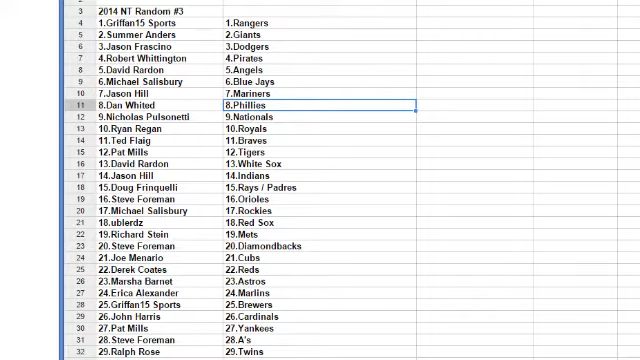 3 2014 NT Random #3
4 1.Griffan15 Sports 1.Rangers
5 2.Summer Anders 2.Giants
6 3.Jason Frascino 3.Dodgers
7 4.Robert Whittington 4.Pirates
8 5.David Rardon 5.Angels
9 6.Michael Salisbury 6.Blue Jays
10 7.Jason Hill 7.Mariners
11 8.Dan Whited 8.Phillies
12 9.Nicholas Pulsonetti 9.Nationals
13 10.Ryan Regan 10.Royals
14 11.Ted Flaig 11.Braves
15 12.Pat Mills 12.Tigers
16 13.David Rardon 13.White Sox
17 14.Jason Hill 14.Indians
18 15.Doug Frinquelli 15.Rays / Padres
19 16.Steve Foreman 16.Orioles
20 17.Michael Salisbury 17.Rockies
21 18.ublerdz 18.Red Sox
22 19.Richard Stein 19.Mets
23 20.Steve Foreman 20.Diamondbacks
24 21.Joe Menario 21.Cubs
25 22.Derek Coates 22.Reds
26 23.Marsha Barnet 23.Astros
27 24.Erica Alexander 24.Marlins
28 25.Griffan15 Sports 25.Brewers
29 26.John Harris 26.Cardinals
30 27.Pat Mills 27.Yankees
31 28.Steve Foreman 28.A's
32 29.Ralph Rose 29.Twins